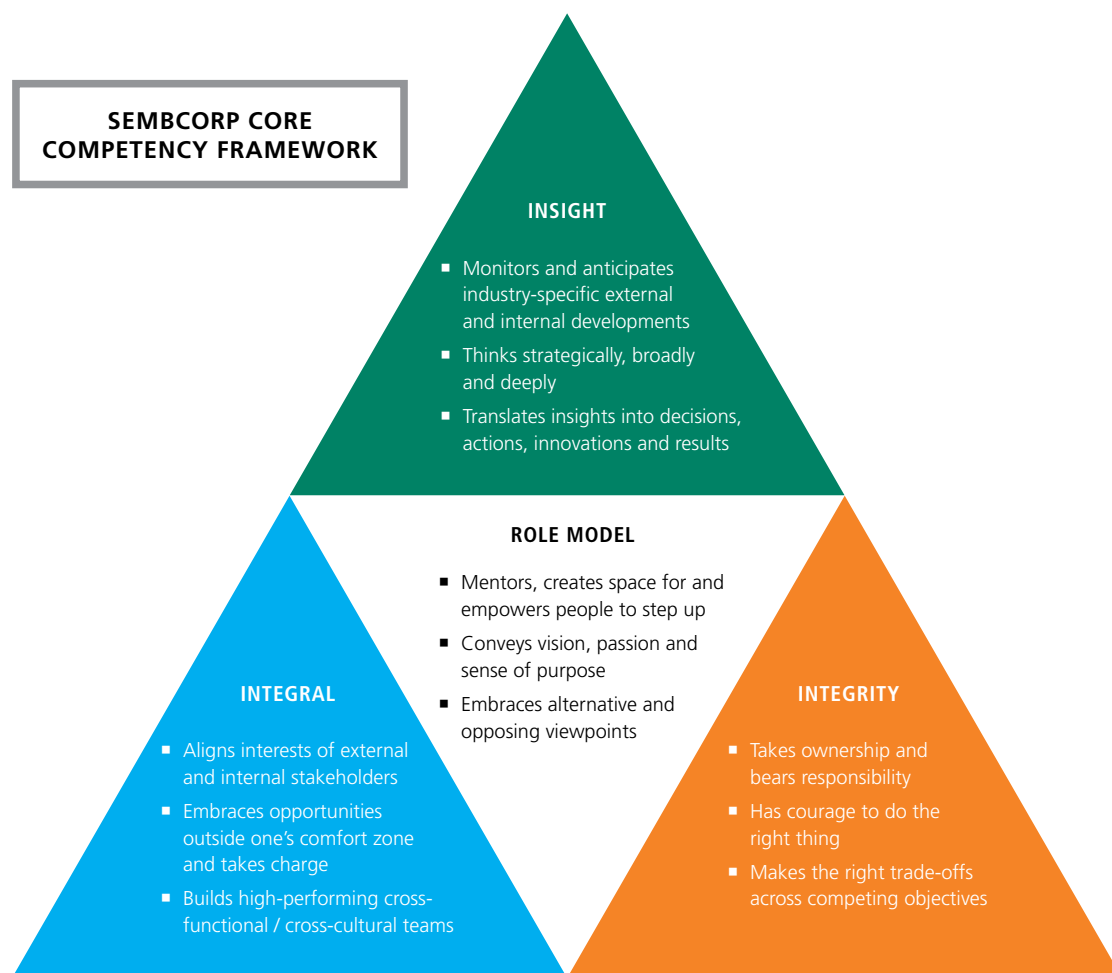 SEMBCORP CORE
COMPETENCY FRAMEWORK
INSIGHT
▪ Monitors and anticipates
industry-specific external
and internal developments
▪ Thinks strategically, broadly
and deeply
▪ Translates insights into decisions,
actions, innovations and results
ROLE MODEL
▪ Mentors, creates space for and
empowers people to step up
▪ Conveys vision, passion and
sense of purpose
▪ Embraces alternative and
opposing viewpoints
INTEGRAL
▪ Aligns interests of external
and internal stakeholders
▪ Embraces opportunities
outside one’s comfort zone
and takes charge
▪ Builds high-performing cross-
functional / cross-cultural teams
INTEGRITY
▪ Takes ownership and
bears responsibility
▪ Has courage to do the
right thing
▪ Makes the right trade-offs
across competing objectives